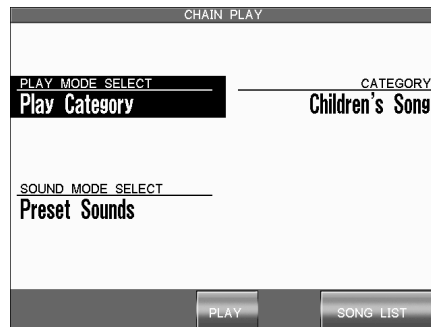 CHAIN PLAY
PLAY MODE SELECT
Play Category
CATEGORY
Children's Song
SOUND MODE SELECT
Preset Sounds
PLAY
SONG LIST